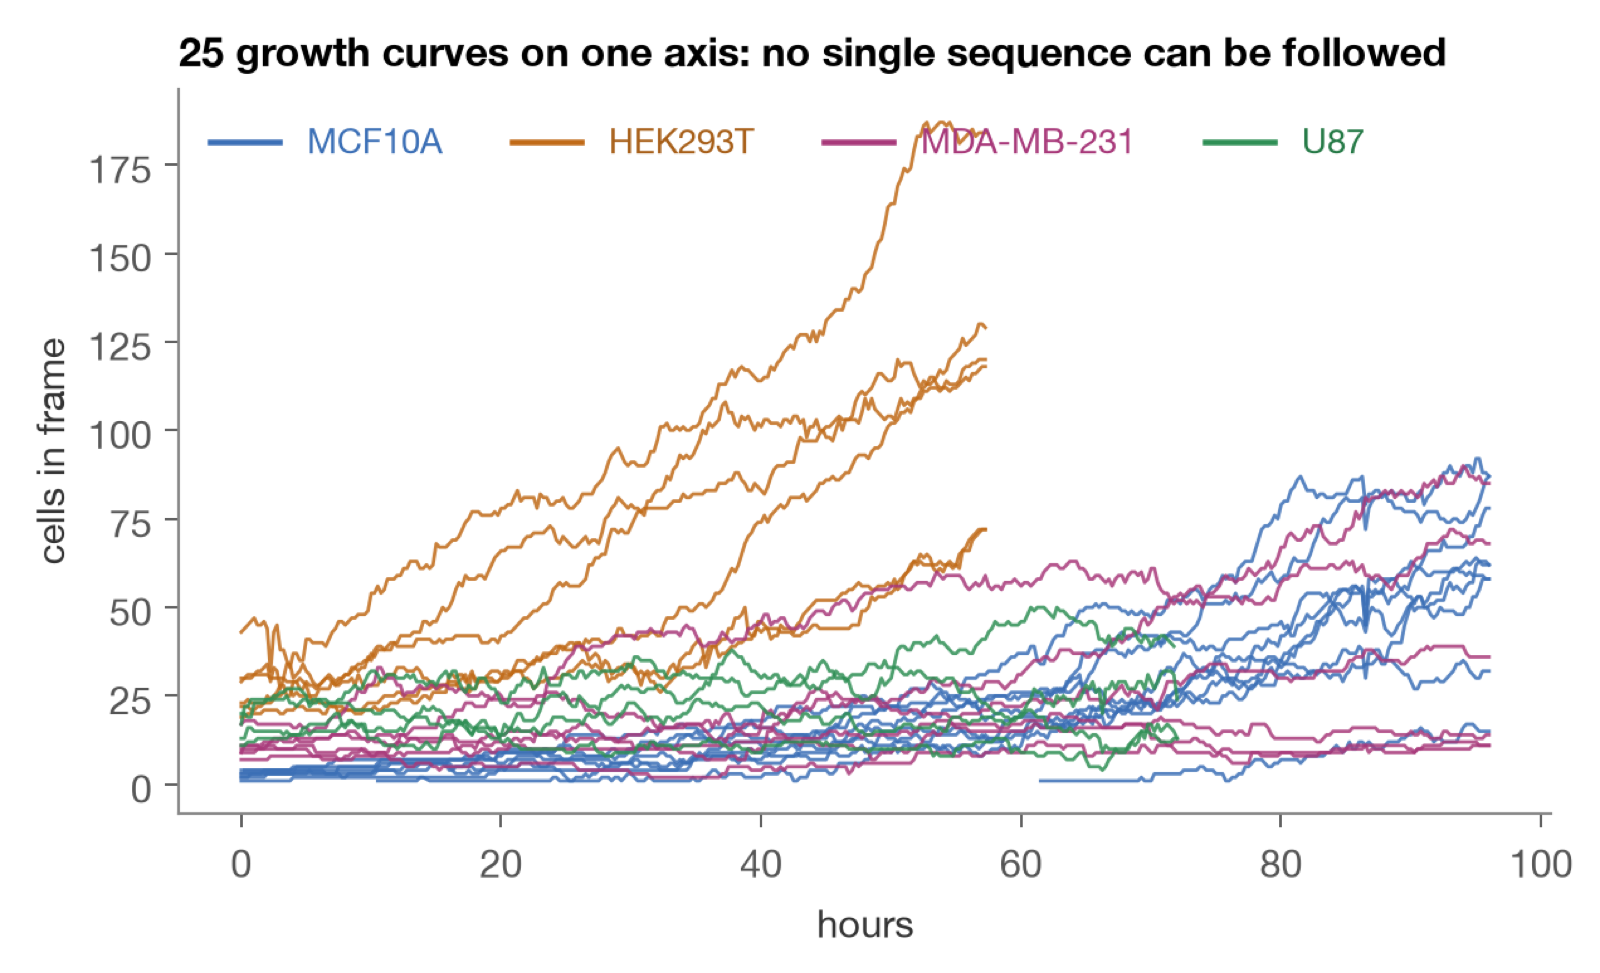 25 growth curves on one axis: no single sequence can be followed
MCF10A HEK293T MDA-MB-231 U87
175
150
125
100
75
50
25
0
cells in frame
0 20 40 60 80 100
hours